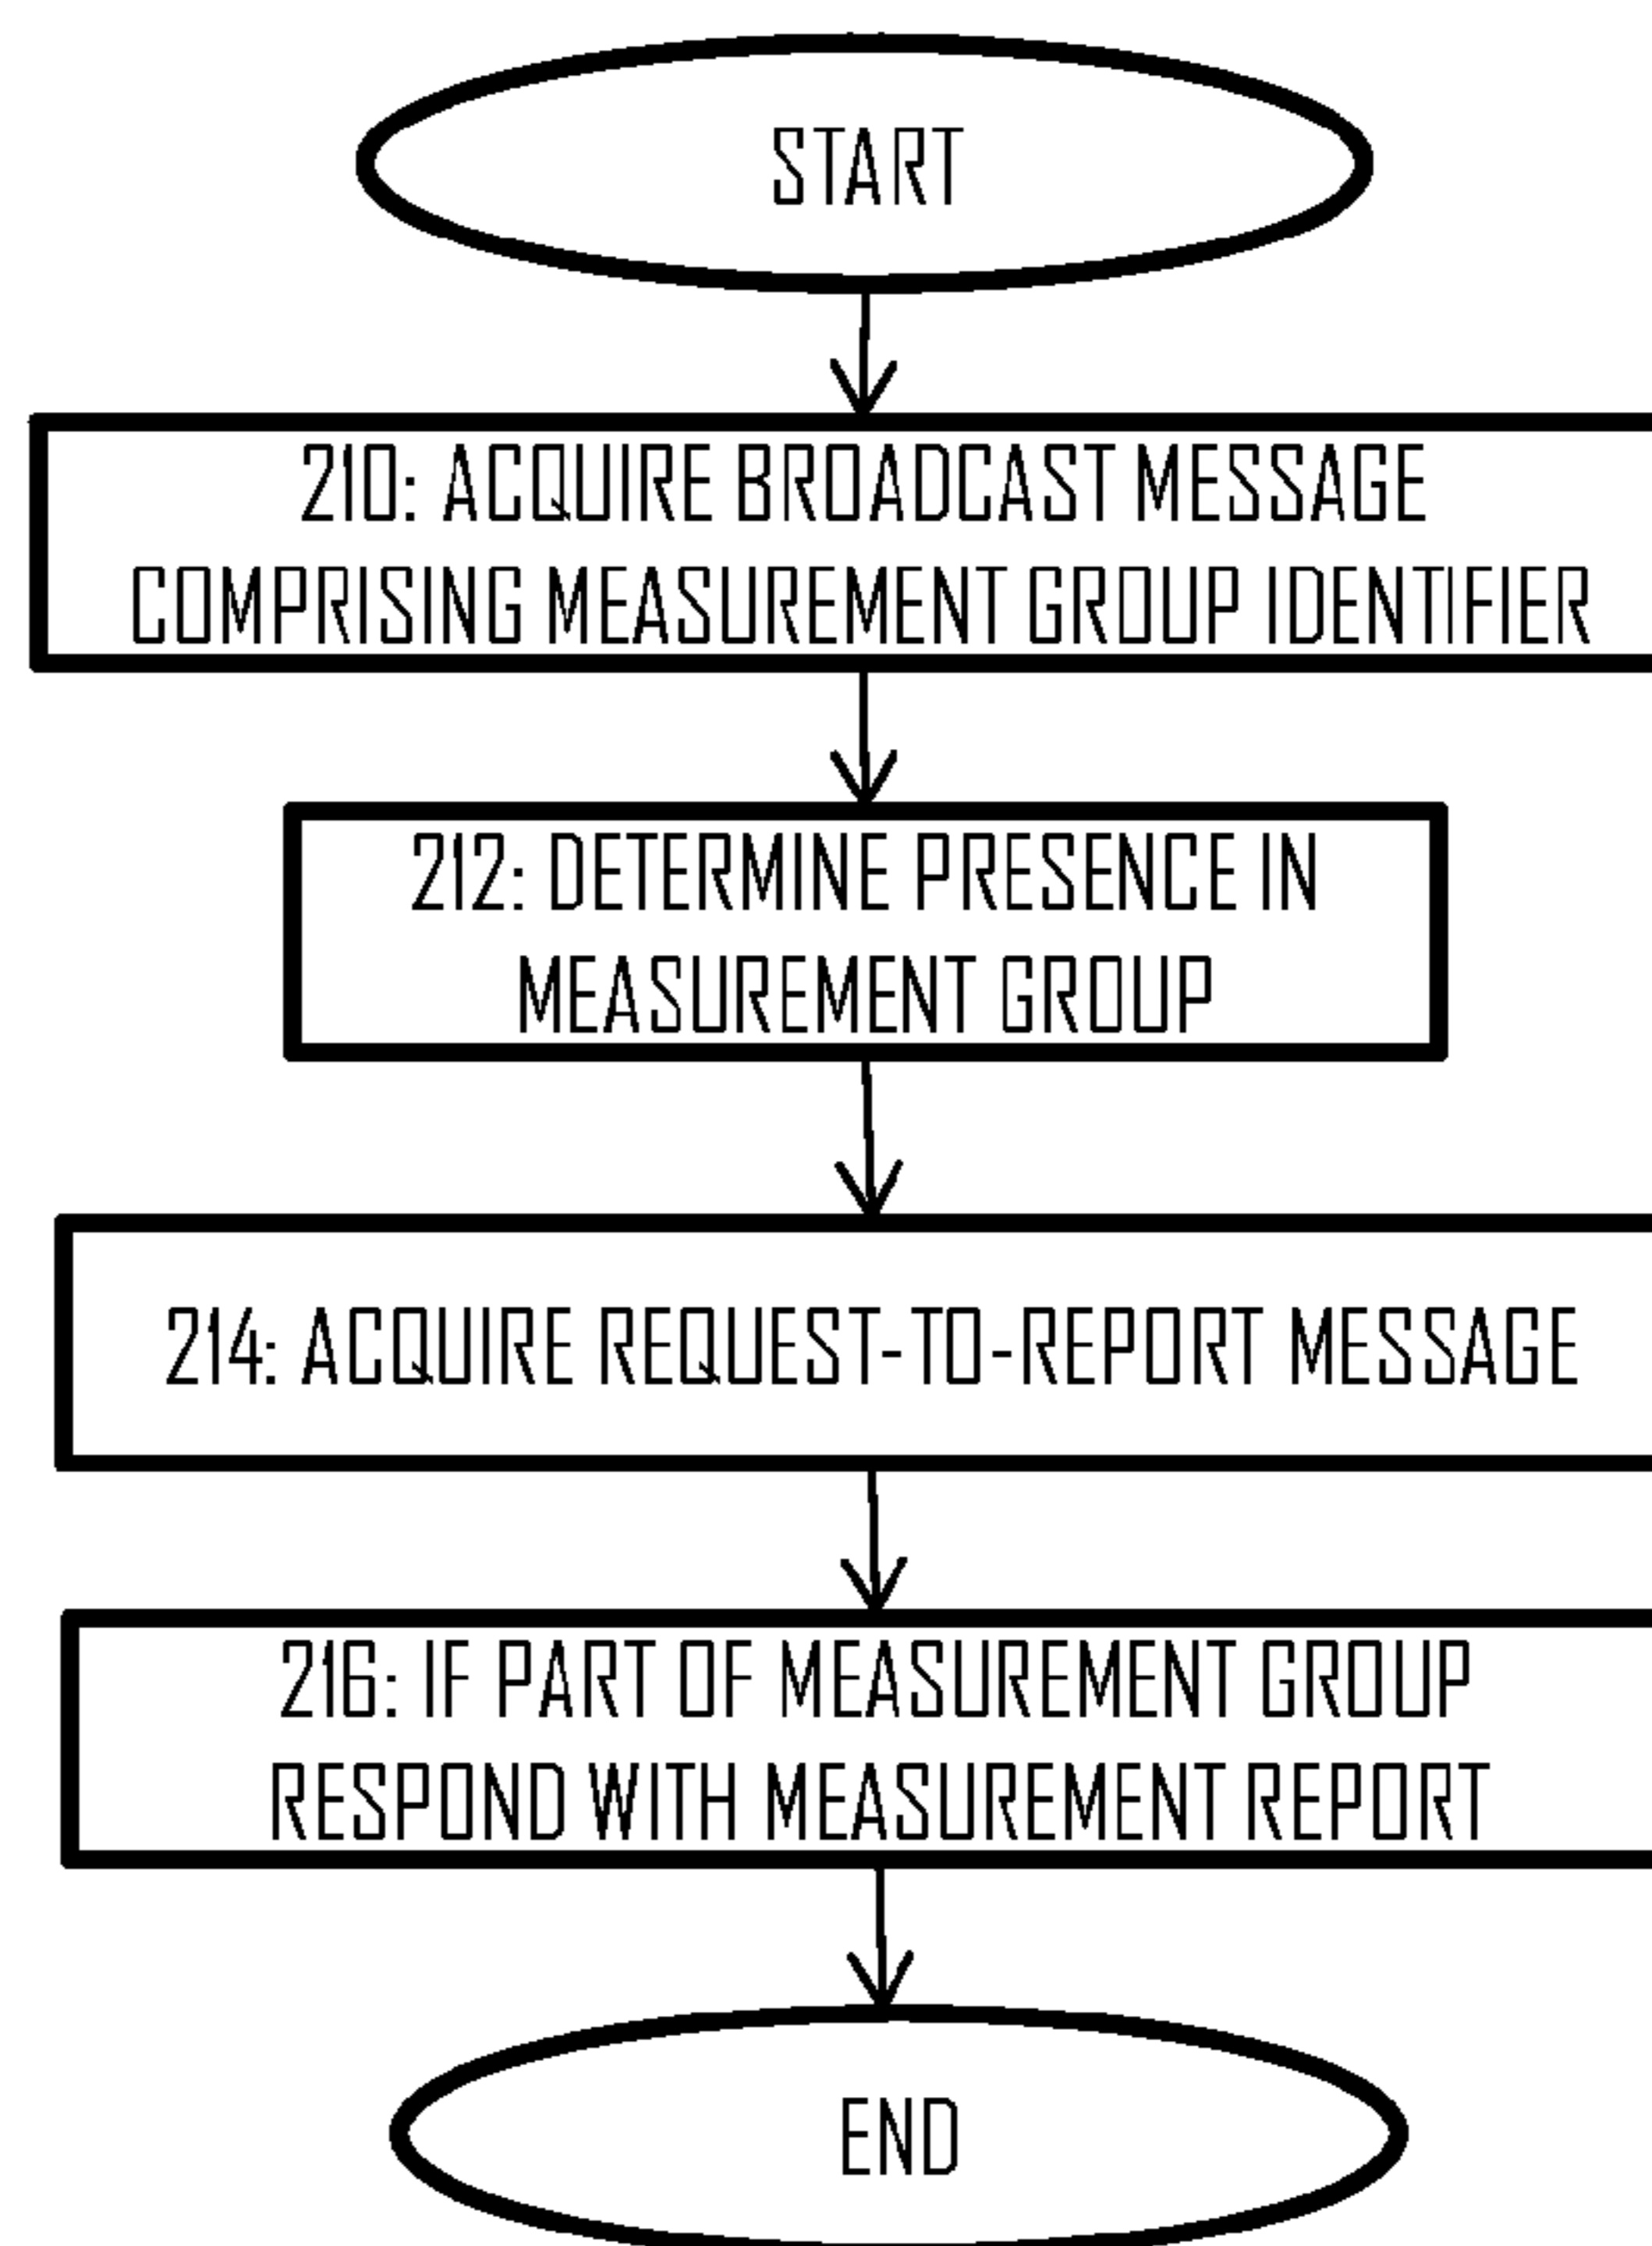 START
210: ACQUIRE BROADCAST MESSAGE
COMPRISING MEASUREMENT GROUP IDENTIFIER
212: DETERMINE PRESENCE IN
MEASUREMENT GROUP
214: ACQUIRE REQUEST-TO-REPORT MESSAGE
216: IF PART OF MEASUREMENT GROUP
RESPOND WITH MEASUREMENT REPORT
END